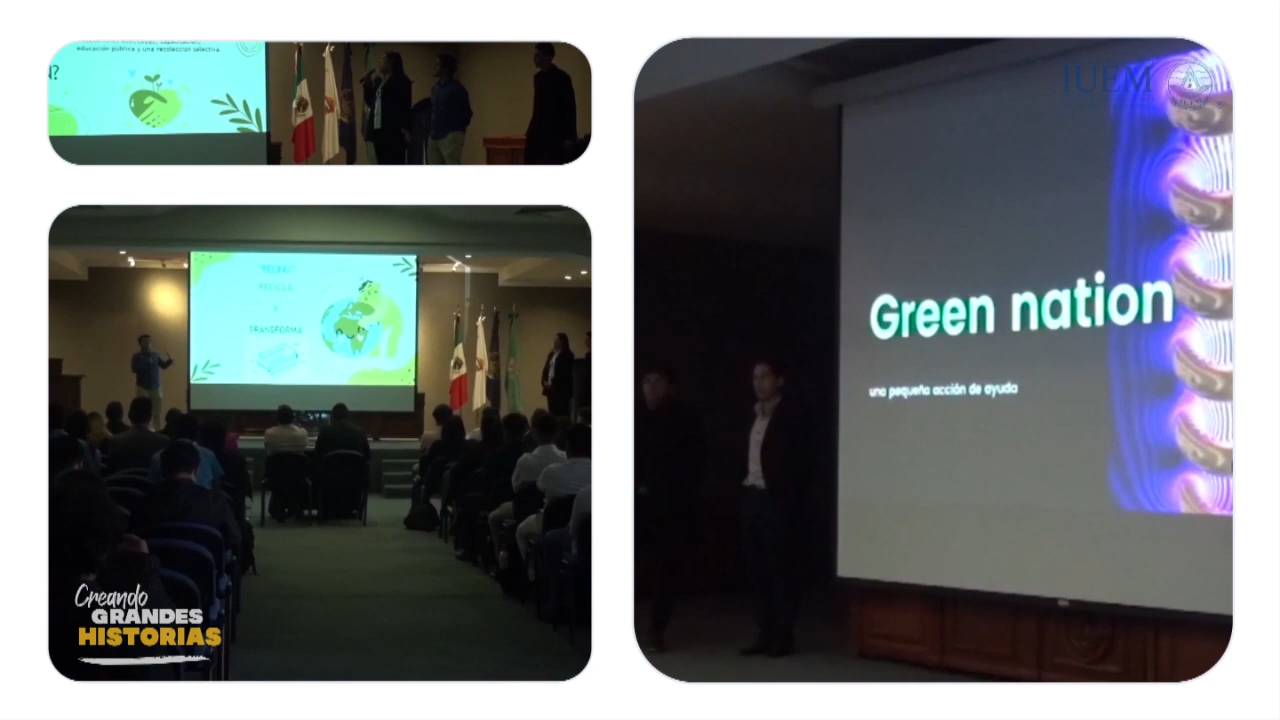 educación pública y una recolección selectiva.
N?
RECICLA
Y
TRANSFORMA
Creando
GRANDES
HISTORIAS
IUEM
Green nation
una pequeña acción de ayuda